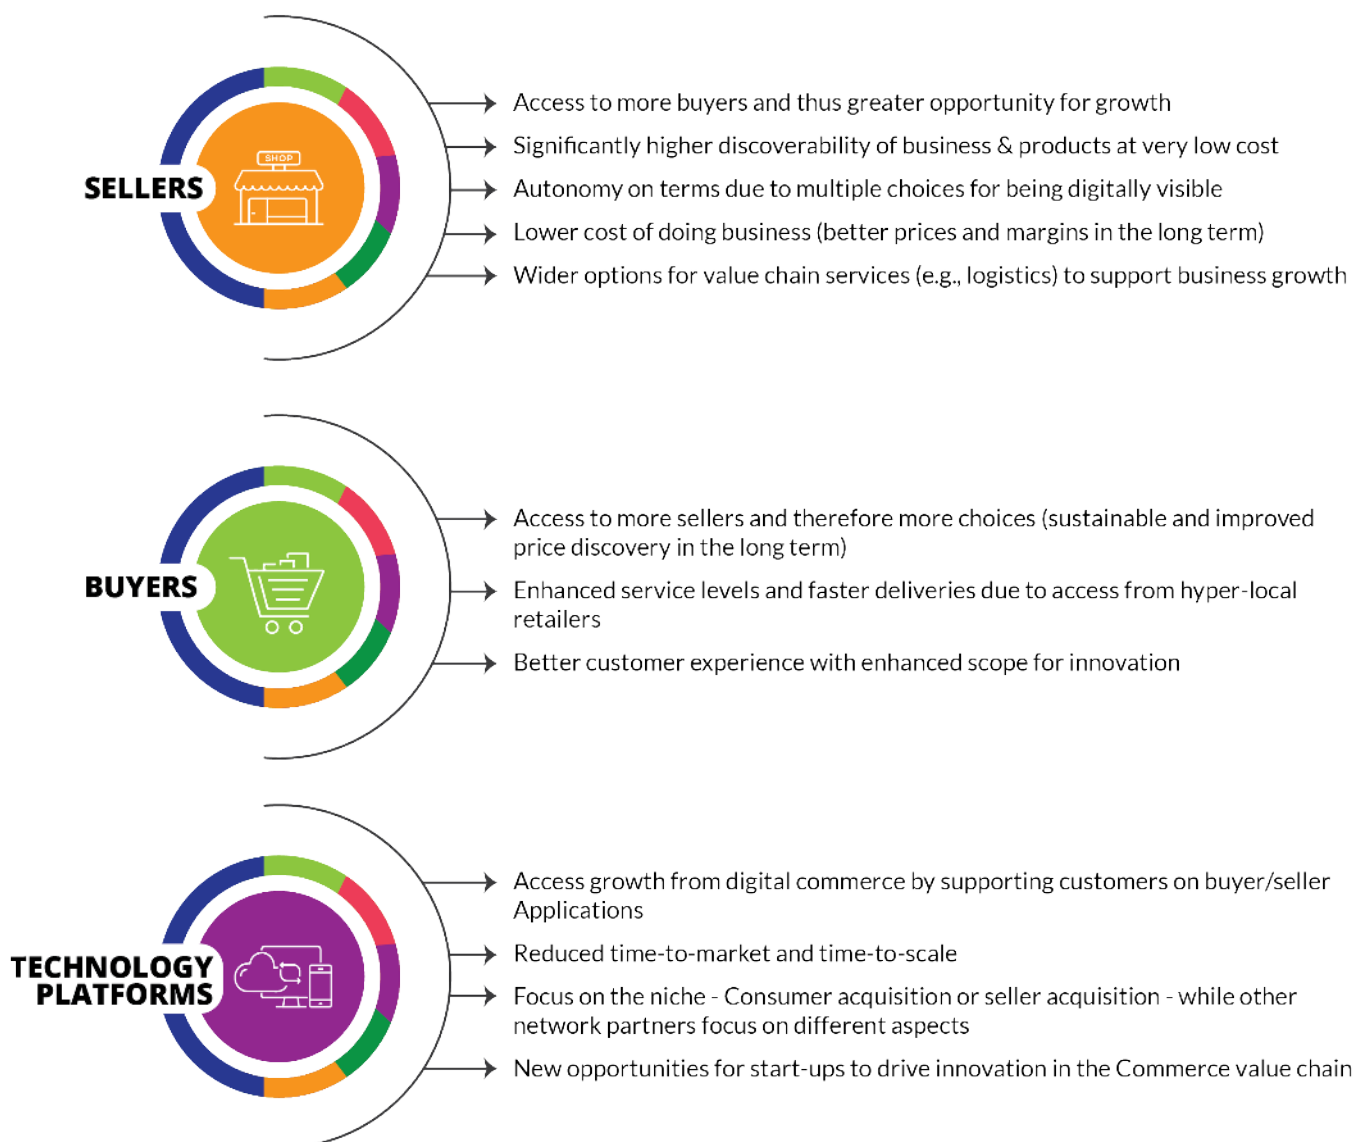 SHOP
SELLERS
Access to more buyers and thus greater opportunity for growth
Significantly higher discoverability of business & products at very low cost
Autonomy on terms due to multiple choices for being digitally visible
Lower cost of doing business (better prices and margins in the long term)
Wider options for value chain services (e.g., logistics) to support business growth
BUYERS
Access to more sellers and therefore more choices (sustainable and improved
price discovery in the long term)
Enhanced service levels and faster deliveries due to access from hyper-local
retailers
Better customer experience with enhanced scope for innovation
TECHNOLOGY
PLATFORMS
Access growth from digital commerce by supporting customers on buyer/seller
Applications
Reduced time-to-market and time-to-scale
Focus on the niche - Consumer acquisition or seller acquisition - while other
network partners focus on different aspects
New opportunities for start-ups to drive innovation in the Commerce value chain